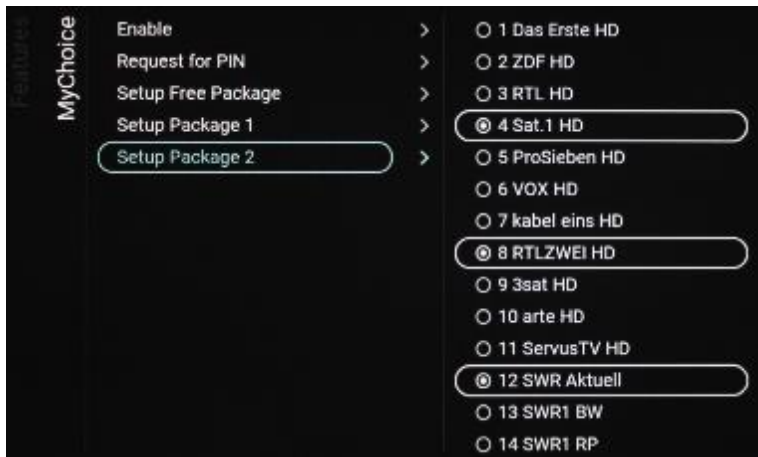 Features
MyChoice
Enable
Request for PIN
Setup Free Package
Setup Package 1
Setup Package 2
1 Das Erste HD
2 ZDF HD
3 RTL HD
4 Sat.1 HD
5 ProSieben HD
6 VOX HD
7 kabel eins HD
8 RTLZWEI HD
9 3sat HD
10 arte HD
11 ServusTV HD
12 SWR Aktuell
13 SWR1 BW
14 SWR1 RP